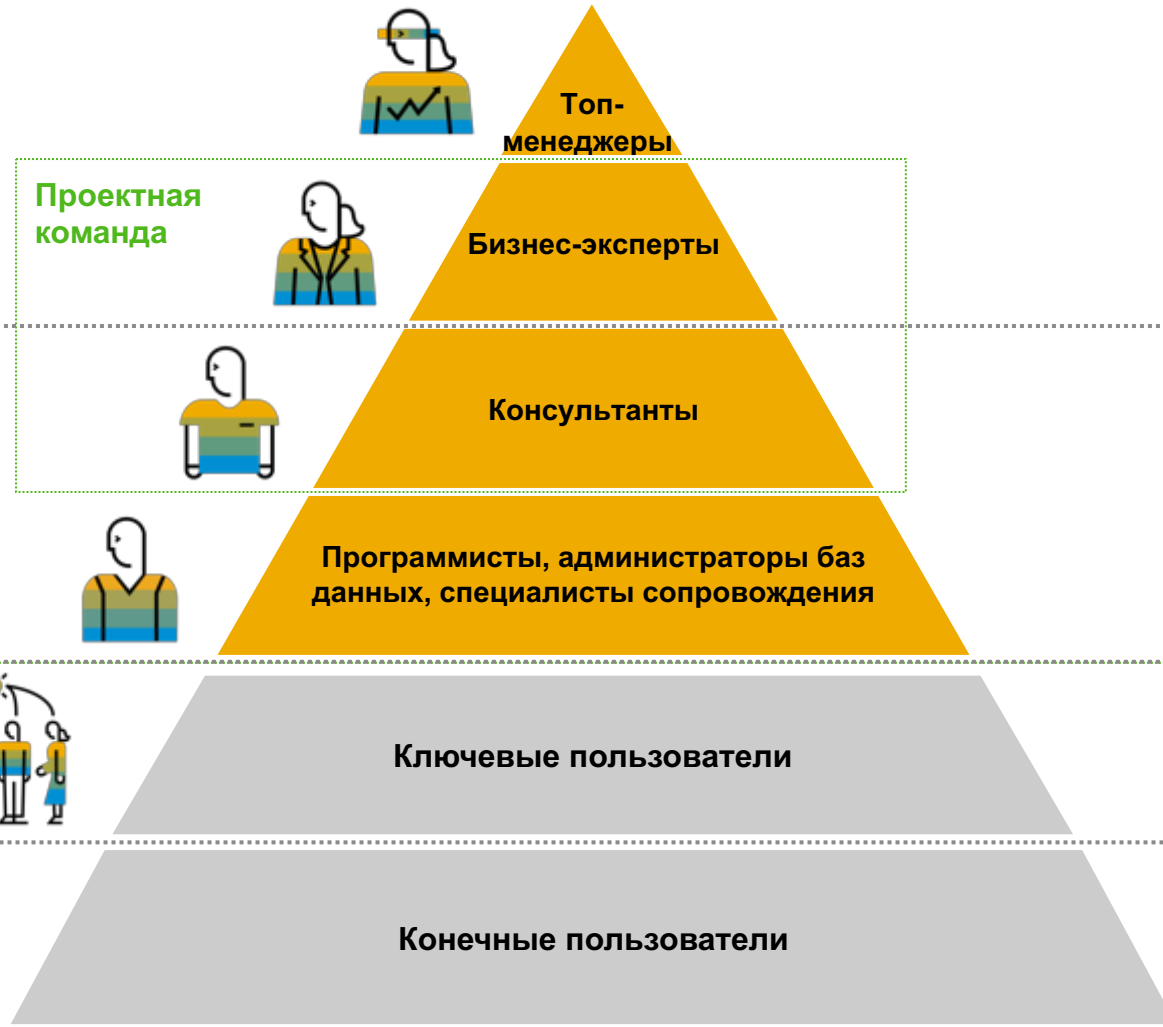 Топ-
менеджеры
Проектная
команда
Бизнес-эксперты
Консультанты
Программисты, администраторы баз
данных, специалисты сопровождения
Ключевые пользователи
Конечные пользователи